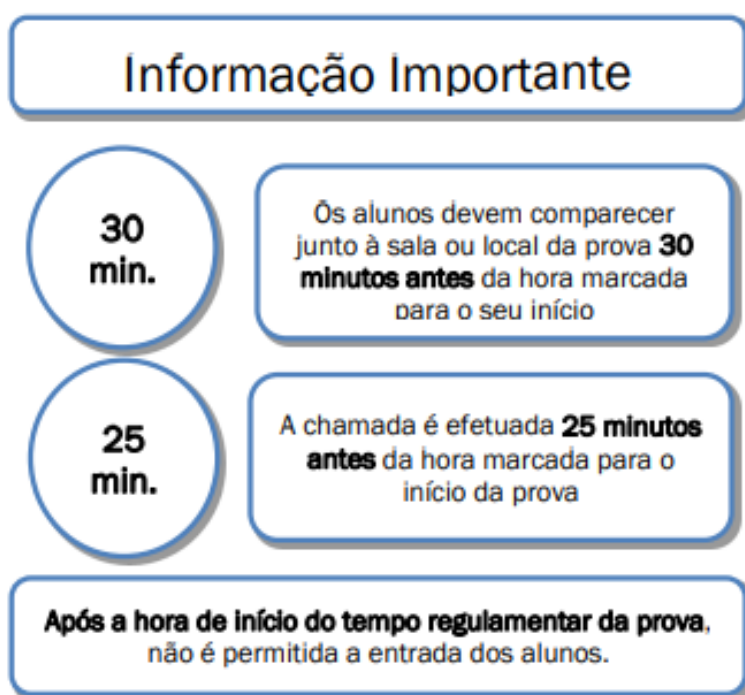 Informação Importante
30
min.
Os alunos devem comparecer
junto à sala ou local da prova 30
minutos antes da hora marcada
para o seu início
25
min.
A chamada é efetuada 25 minutos
antes da hora marcada para o
início da prova
Após a hora de início do tempo regulamentar da prova,
não é permitida a entrada dos alunos.